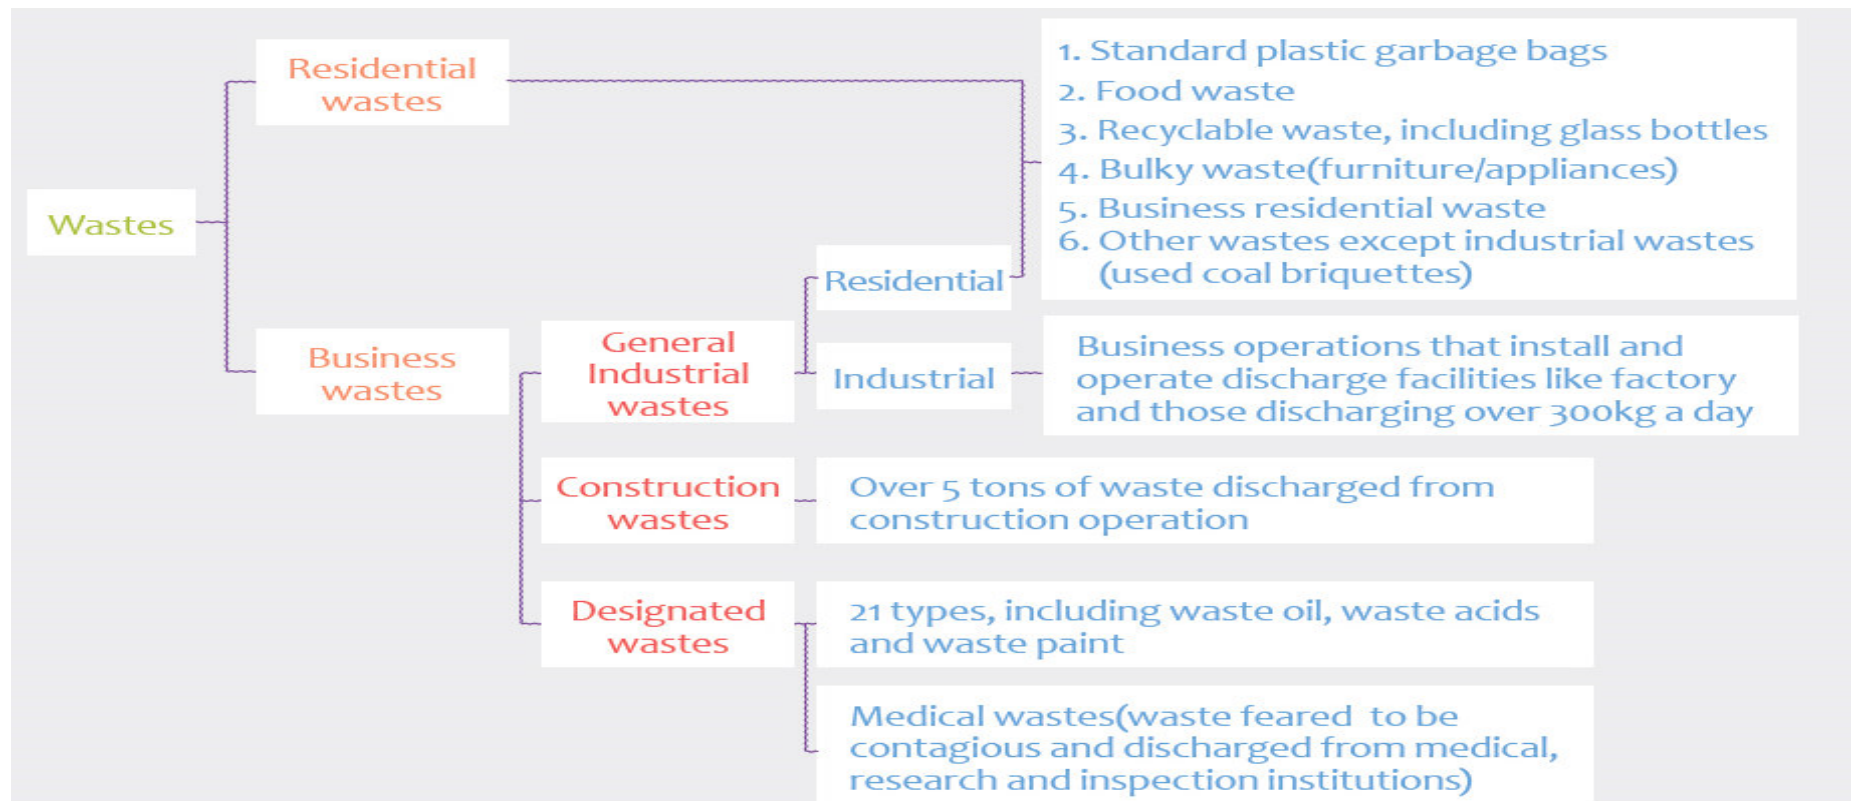 Wastes
Residential
wastes
1. Standard plastic garbage bags
2. Food waste
3. Recyclable waste, including glass bottles
4. Bulky waste(furniture/appliances)
5. Business residential waste
6. Other wastes except industrial wastes
(used coal briquettes)
Business
wastes
General
Industrial
wastes
Residential
Industrial
Business operations that install and
operate discharge facilities like factory
and those discharging over 300kg a day
Construction
wastes
Over 5 tons of waste discharged from
construction operation
Designated
wastes
21 types, including waste oil, waste acids
and waste paint
Medical wastes(waste feared to be
contagious and discharged from medical,
research and inspection institutions)